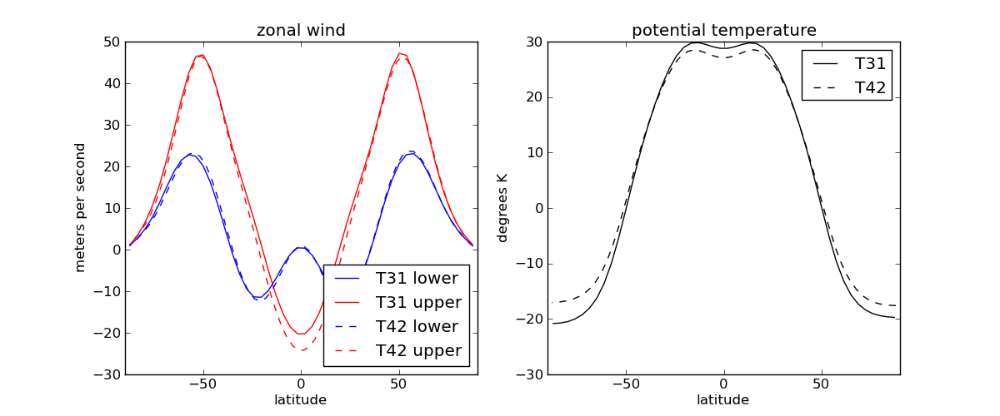 zonal wind
50
40
30
20
10
0
−10
−20
−30
meters per second
−50
0
50
latitude
T31 lower
T31 upper
T42 lower
T42 upper
potential temperature
30
20
10
0
−10
−20
−30
degrees K
−50
0
50
latitude
T31
T42